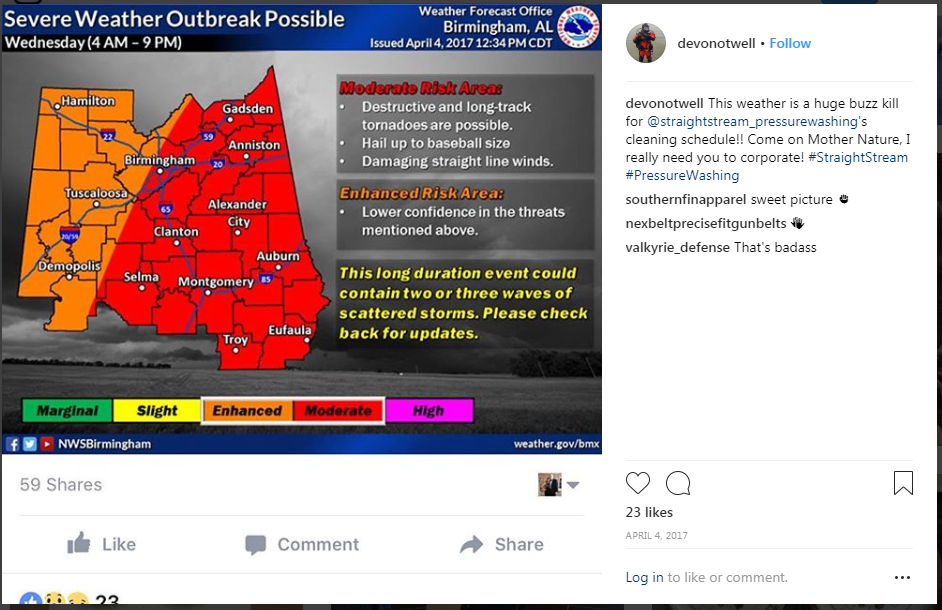 Severe Weather Outbreak Possible
Wednesday (4 AM – 9 PM)
Weather Forecast Office
Birmingham, AL
Issued April 4, 2017 12:34 PM CDT
Hamilton
Gadsden
22
59
Anniston
Birmingham
20
Tuscaloosa
65
Alexander
City
Clanton
20/59
Auburn
Demopolis
Selma
Montgomery
85
Eufaula
Troy
Moderate Risk Area:
• Destructive and long-track
tornadoes are possible.
• Hail up to baseball size
• Damaging straight line winds.
Enhanced Risk Area:
• Lower confidence in the threats
mentioned above.
This long duration event could
contain two or three waves of
scattered storms. Please check
back for updates.
Marginal
Slight
Enhanced
Moderate
High
NWSBirmingham
weather.gov/bmx
59 Shares
Like
Comment
Share
23
devonotwell • Follow
devonotwell This weather is a huge buzz kill
for @straightstream_pressurewashing's
cleaning schedule!! Come on Mother Nature, I
really need you to corporate! #StraightStream
#PressureWashing
southernfinapparel sweet picture
nexbeltprecisefitgunbelts
valkyrie_defense That's badass
23 likes
APRIL 4, 2017
Log in to like or comment.